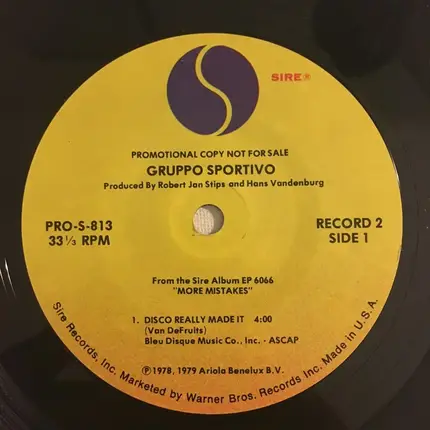 SIRE®
PROMOTIONAL COPY NOT FOR SALE
GRUPPO SPORTIVO
Produced By Robert Jan Stips and Hans Vandenburg
PRO-S-813
33⅓ RPM
RECORD 2
SIDE 1
From the Sire Album EP 6066
"MORE MISTAKES"
1. DISCO REALLY MADE IT 4:00
(Van DeFruits)
Bleu Disque Music Co., Inc. - ASCAP
℗1978, 1979 Ariola Benelux B.V.
Sire Records, Inc. Marketed by Warner Bros. Records Inc. Made in U.S.A.